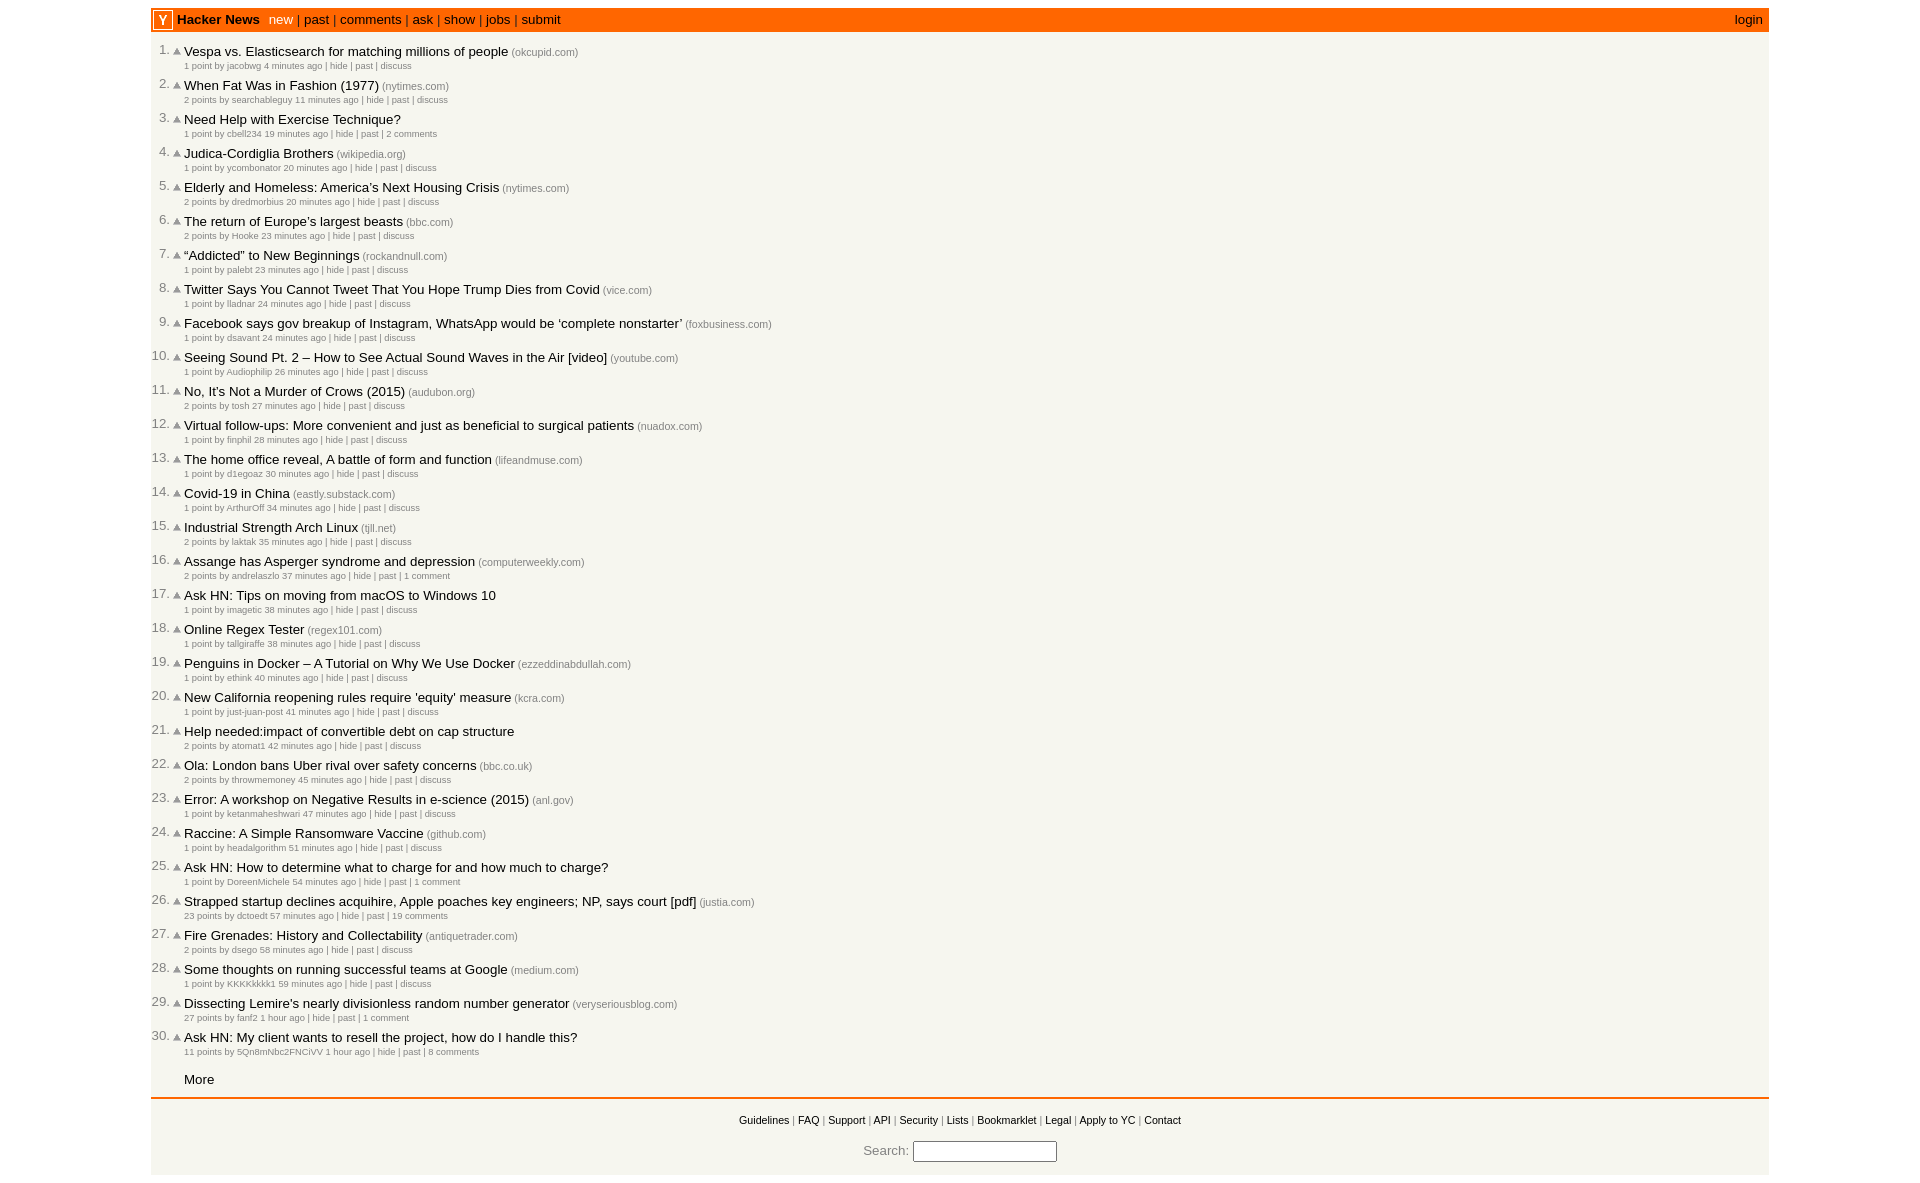 Y Hacker News new | past | comments | ask | show | jobs | submit login
1. Vespa vs. Elasticsearch for matching millions of people (okcupid.com)
1 point by jacobwg 4 minutes ago | hide | past | discuss
2. When Fat Was in Fashion (1977) (nytimes.com)
2 points by searchableguy 11 minutes ago | hide | past | discuss
3. Need Help with Exercise Technique?
1 point by cbell234 19 minutes ago | hide | past | 2 comments
4. Judica-Cordiglia Brothers (wikipedia.org)
1 point by ycombonator 20 minutes ago | hide | past | discuss
5. Elderly and Homeless: America’s Next Housing Crisis (nytimes.com)
2 points by dredmorbius 20 minutes ago | hide | past | discuss
6. The return of Europe’s largest beasts (bbc.com)
2 points by Hooke 23 minutes ago | hide | past | discuss
7. “Addicted” to New Beginnings (rockandnull.com)
1 point by palebt 23 minutes ago | hide | past | discuss
8. Twitter Says You Cannot Tweet That You Hope Trump Dies from Covid (vice.com)
1 point by lladnar 24 minutes ago | hide | past | discuss
9. Facebook says gov breakup of Instagram, WhatsApp would be ‘complete nonstarter’ (foxbusiness.com)
1 point by dsavant 24 minutes ago | hide | past | discuss
10. Seeing Sound Pt. 2 – How to See Actual Sound Waves in the Air [video] (youtube.com)
1 point by Audiophilip 26 minutes ago | hide | past | discuss
11. No, It’s Not a Murder of Crows (2015) (audubon.org)
2 points by tosh 27 minutes ago | hide | past | discuss
12. Virtual follow-ups: More convenient and just as beneficial to surgical patients (nuadox.com)
1 point by finphil 28 minutes ago | hide | past | discuss
13. The home office reveal, A battle of form and function (lifeandmuse.com)
1 point by d1egoaz 30 minutes ago | hide | past | discuss
14. Covid-19 in China (eastly.substack.com)
1 point by ArthurOff 34 minutes ago | hide | past | discuss
15. Industrial Strength Arch Linux (tjll.net)
2 points by laktak 35 minutes ago | hide | past | discuss
16. Assange has Asperger syndrome and depression (computerweekly.com)
2 points by andrelaszlo 37 minutes ago | hide | past | 1 comment
17. Ask HN: Tips on moving from macOS to Windows 10
1 point by imagetic 38 minutes ago | hide | past | discuss
18. Online Regex Tester (regex101.com)
1 point by tallgiraffe 38 minutes ago | hide | past | discuss
19. Penguins in Docker – A Tutorial on Why We Use Docker (ezzeddinabdullah.com)
1 point by ethink 40 minutes ago | hide | past | discuss
20. New California reopening rules require 'equity' measure (kcra.com)
1 point by just-juan-post 41 minutes ago | hide | past | discuss
21. Help needed:impact of convertible debt on cap structure
2 points by atomat1 42 minutes ago | hide | past | discuss
22. Ola: London bans Uber rival over safety concerns (bbc.co.uk)
2 points by throwmemoney 45 minutes ago | hide | past | discuss
23. Error: A workshop on Negative Results in e-science (2015) (anl.gov)
1 point by ketanmaheshwari 47 minutes ago | hide | past | discuss
24. Raccine: A Simple Ransomware Vaccine (github.com)
1 point by headalgorithm 51 minutes ago | hide | past | discuss
25. Ask HN: How to determine what to charge for and how much to charge?
1 point by DoreenMichele 54 minutes ago | hide | past | 1 comment
26. Strapped startup declines acquihire, Apple poaches key engineers; NP, says court [pdf] (justia.com)
23 points by dctoedt 57 minutes ago | hide | past | 19 comments
27. Fire Grenades: History and Collectability (antiquetrader.com)
2 points by dsego 58 minutes ago | hide | past | discuss
28. Some thoughts on running successful teams at Google (medium.com)
1 point by KKKKkkkk1 59 minutes ago | hide | past | discuss
29. Dissecting Lemire's nearly divisionless random number generator (veryseriousblog.com)
27 points by fanf2 1 hour ago | hide | past | 1 comment
30. Ask HN: My client wants to resell the project, how do I handle this?
11 points by 5Qn8mNbc2FNCiVV 1 hour ago | hide | past | 8 comments
More
Guidelines | FAQ | Support | API | Security | Lists | Bookmarklet | Legal | Apply to YC | Contact
Search: